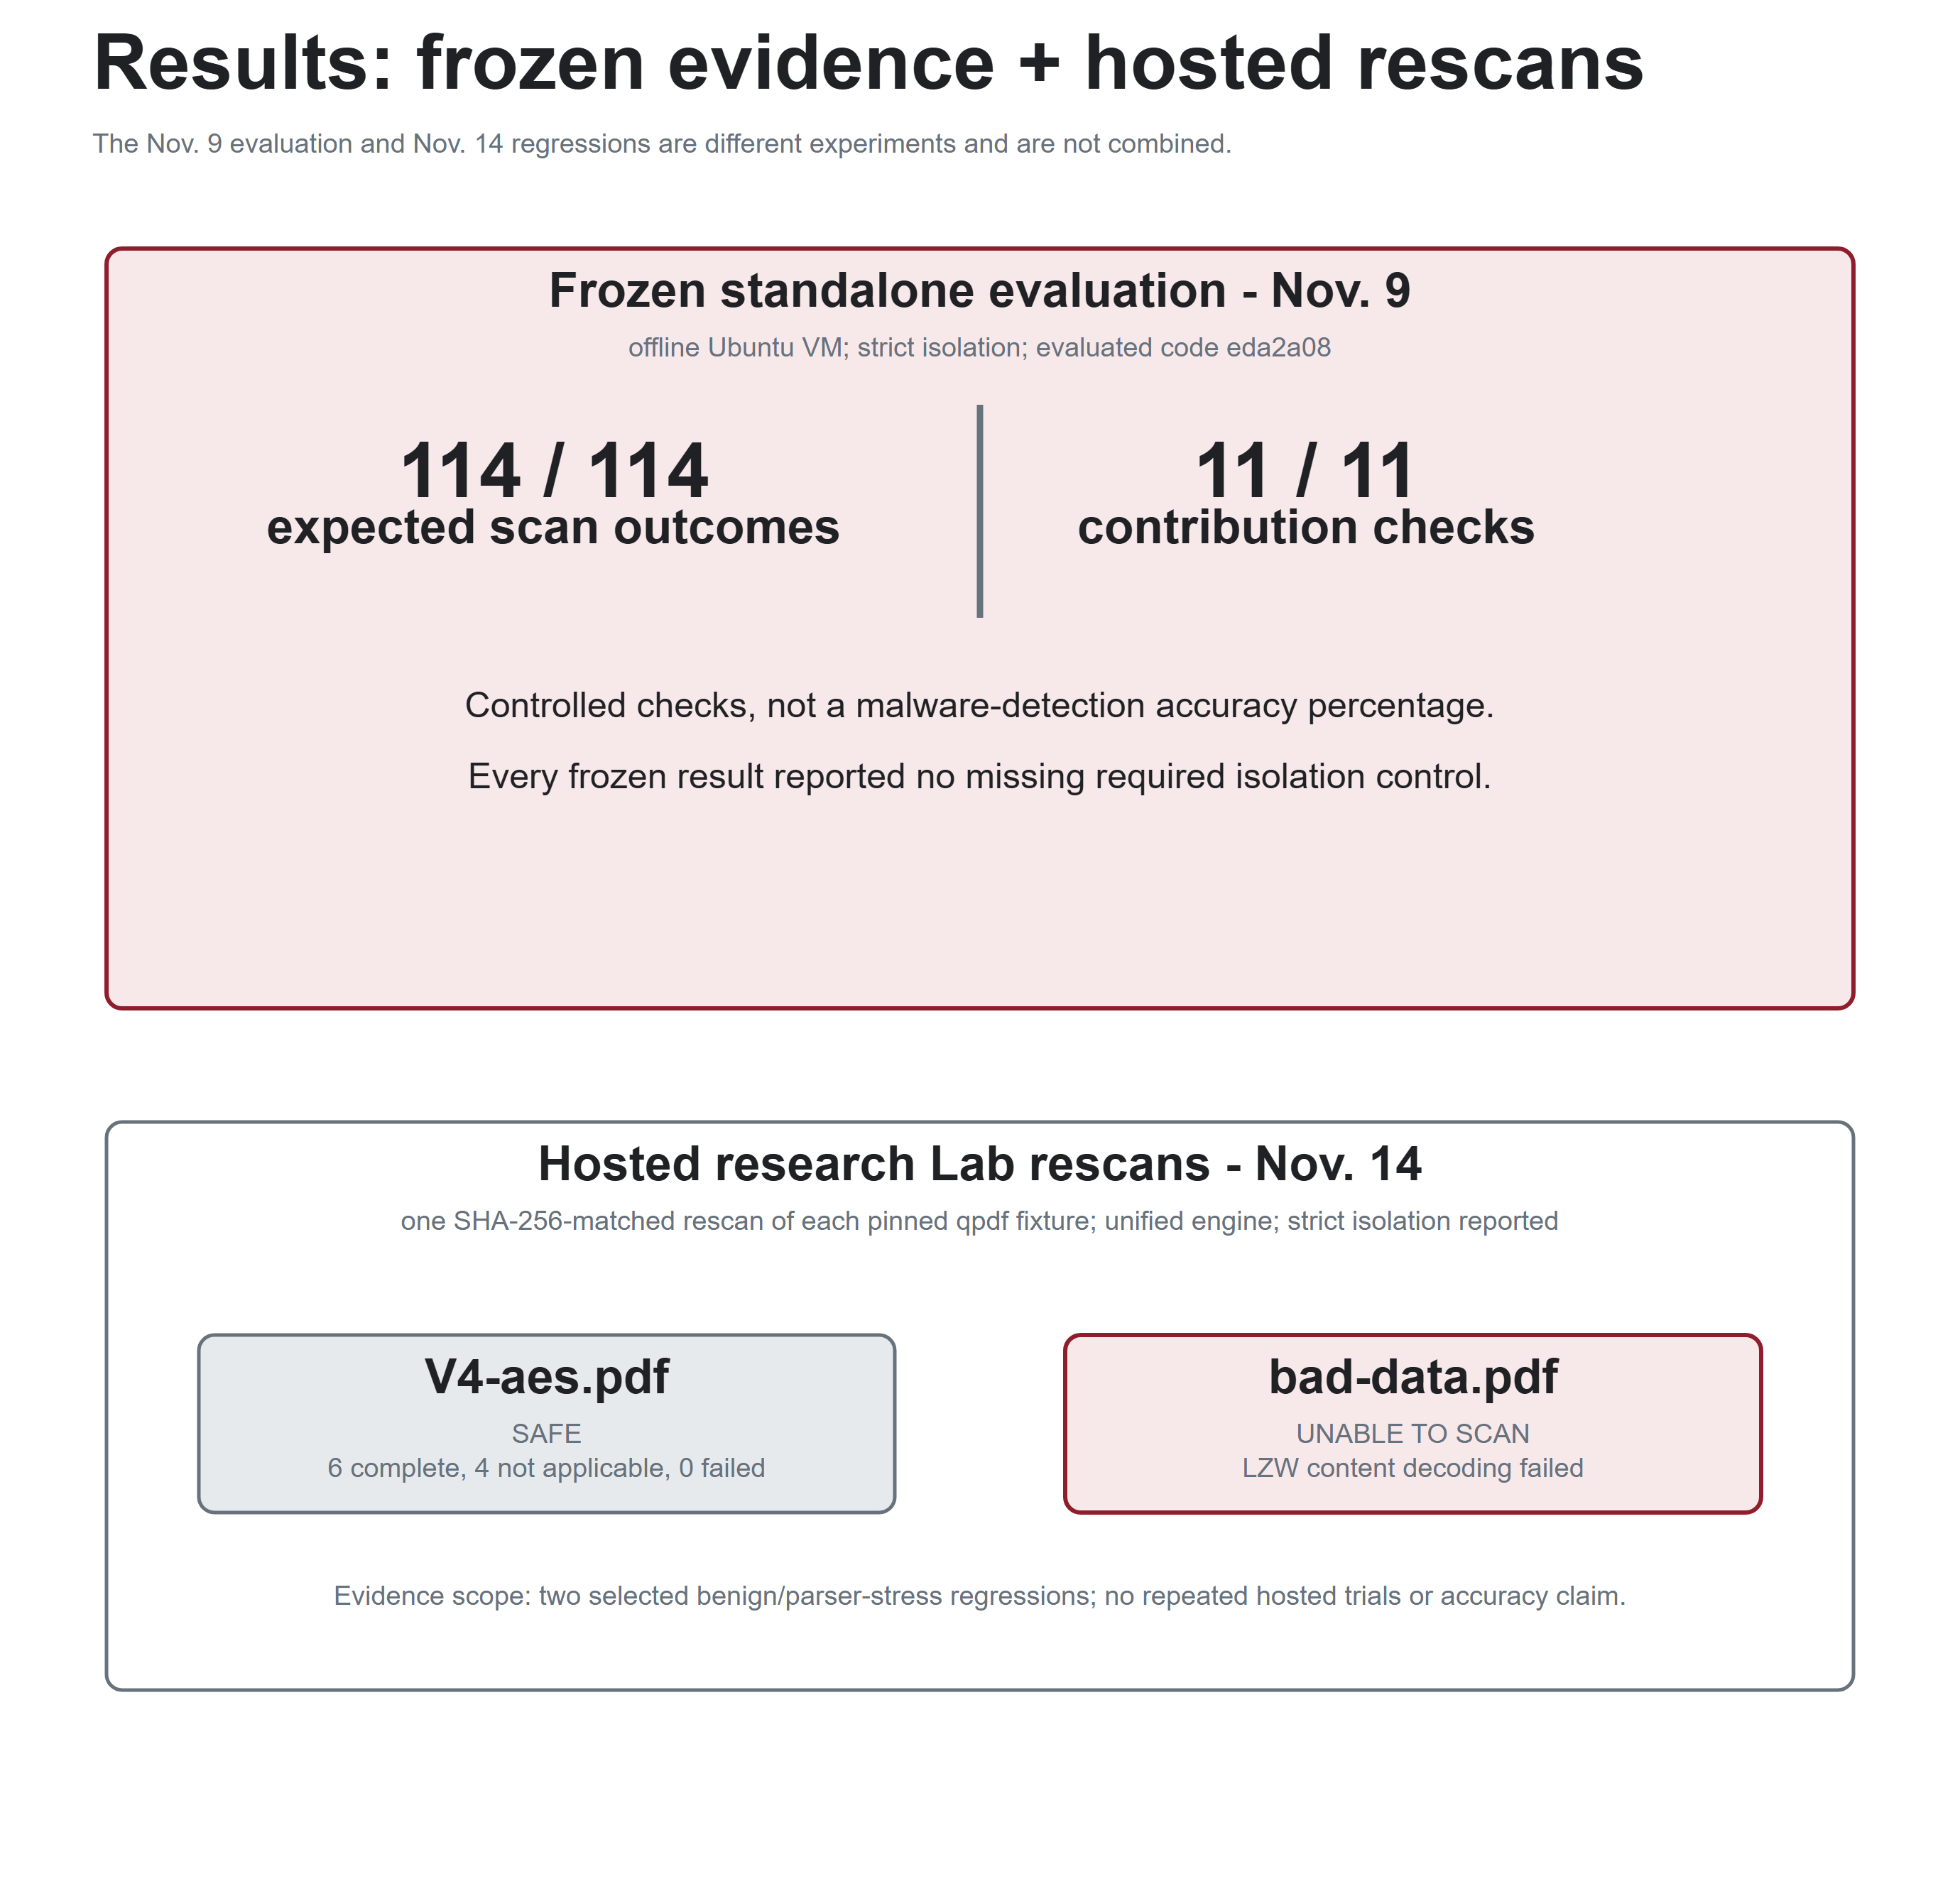 Results: frozen evidence + hosted rescans
The Nov. 9 evaluation and Nov. 14 regressions are different experiments and are not combined.
Frozen standalone evaluation - Nov. 9
offline Ubuntu VM; strict isolation; evaluated code eda2a08
114 / 114
expected scan outcomes
11 / 11
contribution checks
Controlled checks, not a malware-detection accuracy percentage.
Every frozen result reported no missing required isolation control.
Hosted research Lab rescans - Nov. 14
one SHA-256-matched rescan of each pinned qpdf fixture; unified engine; strict isolation reported
V4-aes.pdf
SAFE
6 complete, 4 not applicable, 0 failed
bad-data.pdf
UNABLE TO SCAN
LZW content decoding failed
Evidence scope: two selected benign/parser-stress regressions; no repeated hosted trials or accuracy claim.